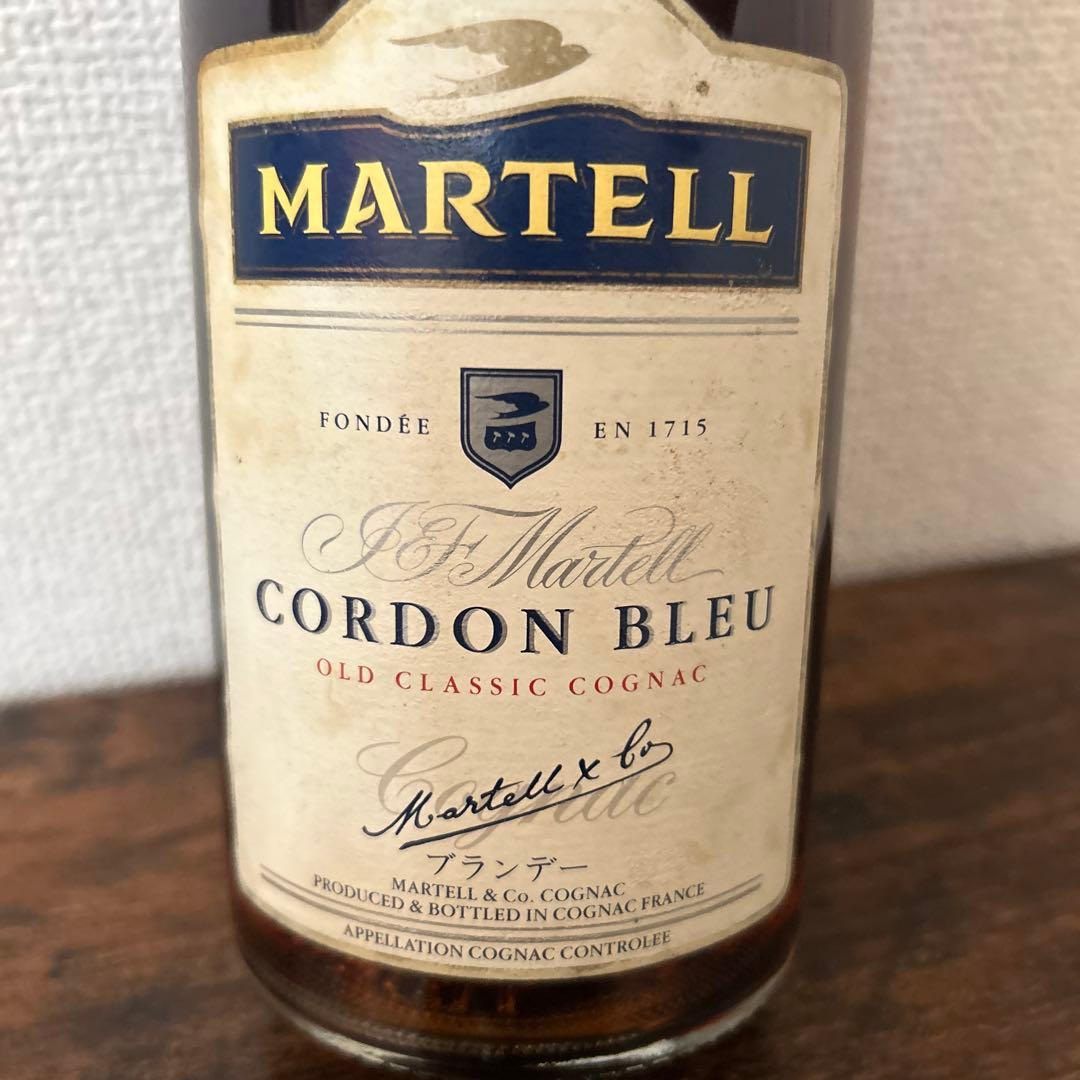 MARTELL
FONDÉE EN 1715
J&F Martell
CORDON BLEU
OLD CLASSIC COGNAC
Cognac
Martell & Co
ブランデー
MARTELL & Co. COGNAC
PRODUCED & BOTTLED IN COGNAC FRANCE
APPELLATION COGNAC CONTROLEE